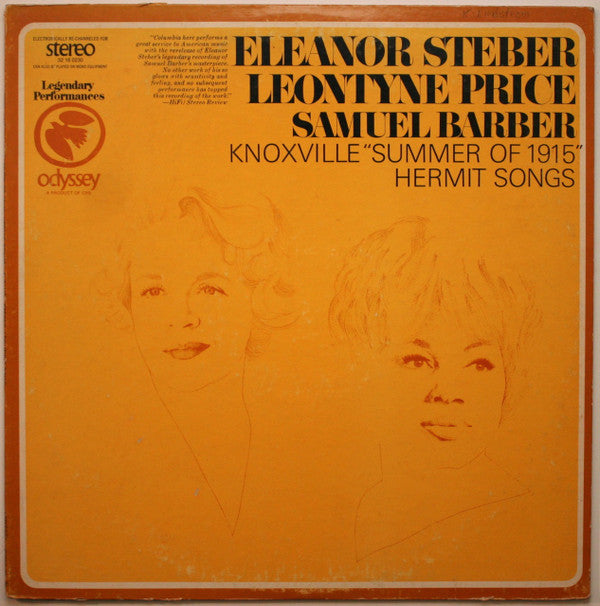 ELECTRONICALLY RE-CHANNELED FOR
stereo
32 16 0230
CAN ALSO BE PLAYED ON MONO EQUIPMENT
Legendary
Performances
odyssey
A PRODUCT OF CBS
"Columbia here performs a
great service to American music
with the rerelease of Eleanor
Steber's legendary recording of
Samuel Barber's masterpiece.
No other work of his so
glows with sensitivity and
feeling, and no subsequent
performance has topped
this recording of the work."
—HiFi/Stereo Review
ELEANOR STEBER
LEONTYNE PRICE
SAMUEL BARBER
KNOXVILLE "SUMMER OF 1915"
HERMIT SONGS